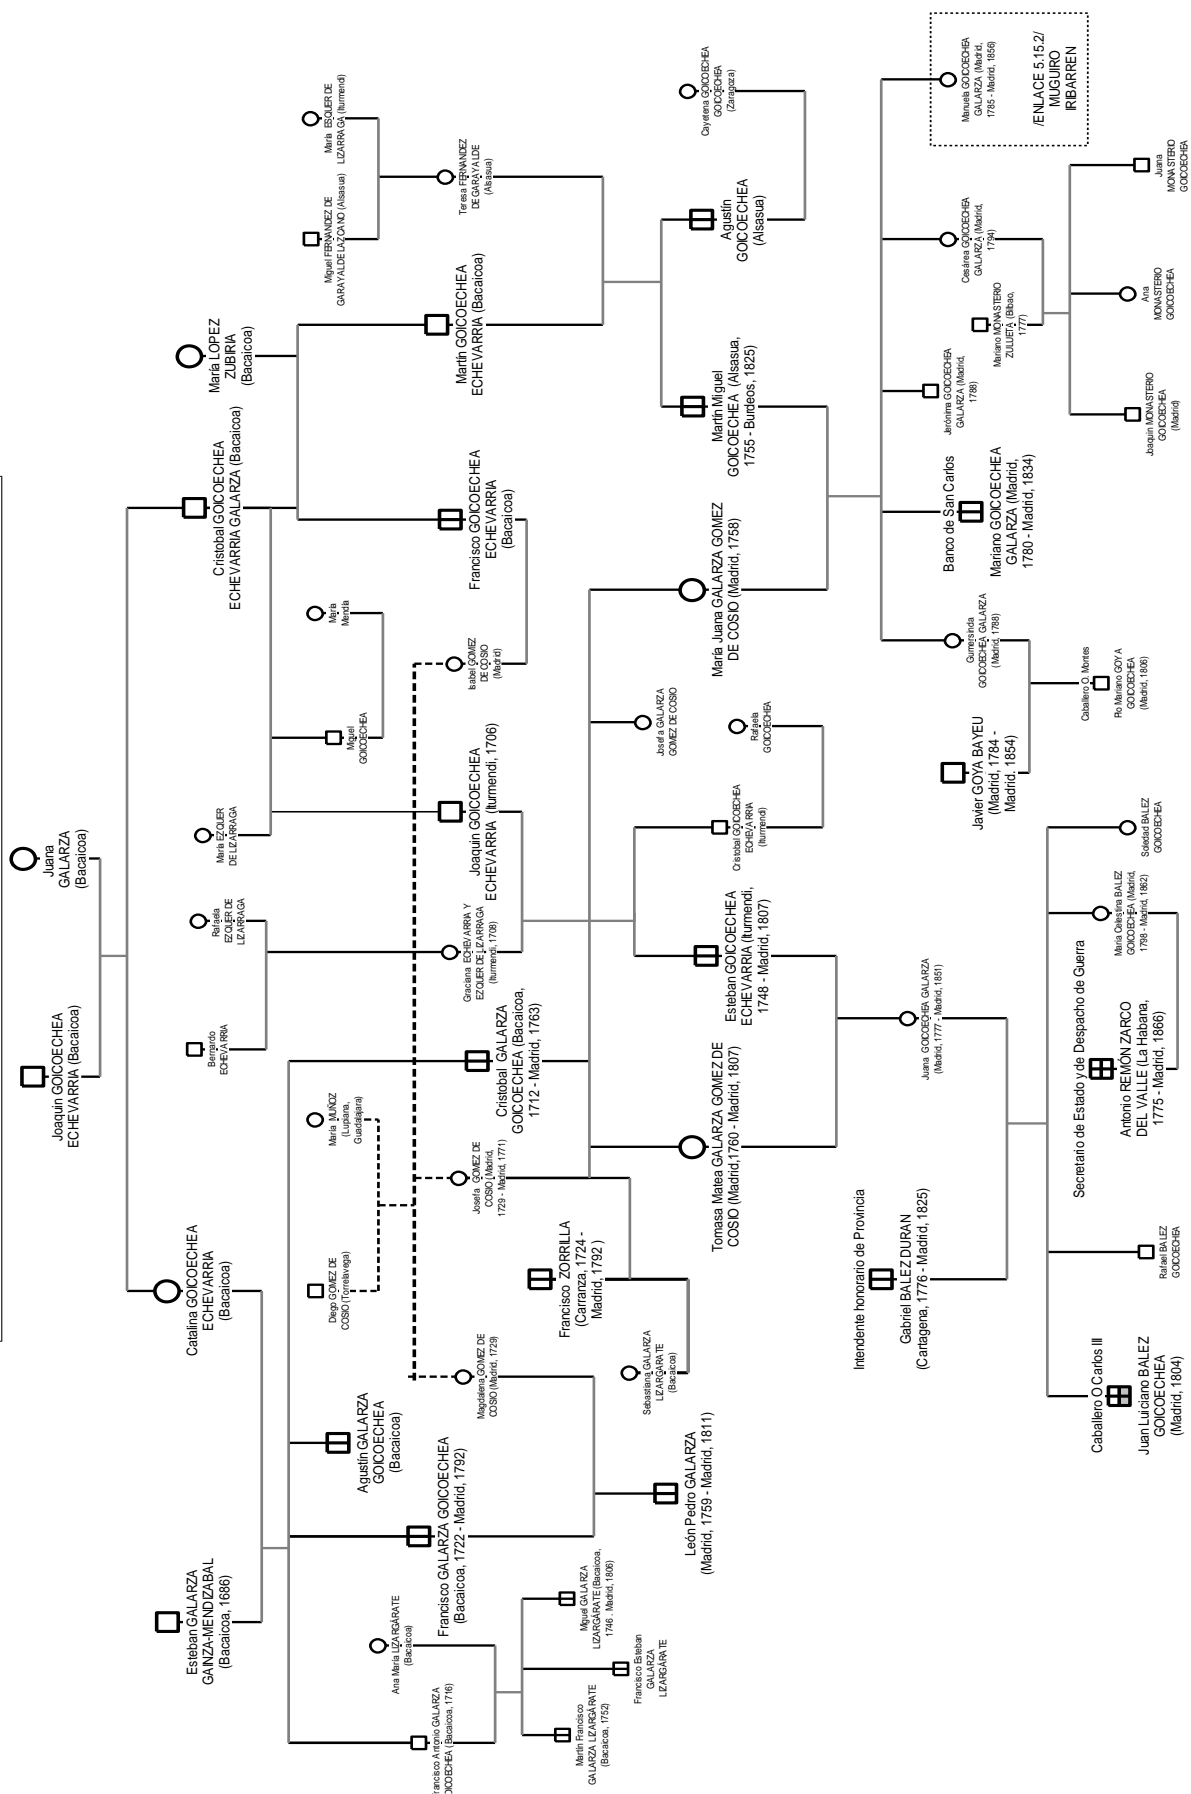 Joaquín GOICOECHEA
ECHEVARRIA (Bacaicoa)
Juana
GALARZA
(Bacaicoa)
Esteban GALARZA
GAINZA-MENDIZABAL
(Bacaicoa, 1686)
Catalina GOICOECHEA
ECHEVARRIA
(Bacaicoa)
Cristobal GOICOECHEA
ECHEVARRIA GALARZA (Bacaicoa)
María LOPEZ
ZUBIRIA
(Bacaicoa)
María EZQUER
DE LIZARRAGA
Bernardo
ECHEVARRIA
Rafaela
EZQUER DE
LIZARRAGA
Miguel FERNANDEZ DE
GARAYALDE LAZCANO (Alsasua)
María ESQUER DE
LIZARRAGA (Iturmendi)
Diego GOMEZ DE
COSIO (Torrelavega)
María MUÑOZ
(Lupiana,
Guadalajara)
Miguel
GOICOECHEA
María
Mendía
Agustín GALARZA
GOICOECHEA
(Bacaicoa)
Ana María LIZARGÁRATE
(Bacaicoa)
Francisco Antonio GALARZA
GOICOECHEA (Bacaicoa, 1716)
Francisco GALARZA GOICOECHEA
(Bacaicoa, 1722 - Madrid, 1792)
Magdalena GOMEZ DE
COSIO (Madrid, 1729)
Josefa GOMEZ DE
COSIO (Madrid,
1729 - Madrid, 1771)
Cristobal GALARZA
GOICOECHEA (Bacaicoa,
1712 - Madrid, 1763)
Graciana ECHEVARRIA Y
EZQUER DE LIZARRAGA
(Iturmendi, 1708)
Joaquín GOICOECHEA
ECHEVARRIA (Iturmendi, 1706)
Isabel GOMEZ
DE COSIO
(Madrid)
Francisco GOICOECHEA
ECHEVARRIA
(Bacaicoa)
Martín GOICOECHEA
ECHEVARRIA (Bacaicoa)
Teresa FERNANDEZ
DE GARAYALDE
(Alsasua)
Martín Francisco
GALARZA LIZARGÁRATE
(Bacaicoa, 1752)
Francisco Esteban
GALARZA
LIZARGÁRATE
Miguel GALARZA
LIZARGÁRATE (Bacaicoa,
1746 . Madrid, 1806)
Francisco ZORRILLA
(Carranza, 1724 -
Madrid, 1792 )
Sebastiana GALARZA
LIZARGARATE
(Bacaicoa)
León Pedro GALARZA
(Madrid, 1759 - Madrid, 1811)
Tomasa Matea GALARZA GOMEZ DE
COSIO (Madrid,1760 - Madrid, 1807)
Esteban GOICOECHEA
ECHEVARRIA (Iturmendi,
1748 - Madrid, 1807)
Cristobal GOICOECHEA
ECHEVARRIA
(Iturmendi)
Rafaela
GOICOECHEA
Josefa GALARZA
GOMEZ DE COSIO
María Juana GALARZA GOMEZ
DE COSIO (Madrid, 1758)
Martín Miguel
GOICOECHEA (Alsasua,
1755 - Burdeos, 1825)
Agustín
GOICOECHEA
(Alsasua)
Cayetena GOICOECHEA
GOICOECHEA
(Zaragoza)
Intendente honorario de Provincia
Gabriel BALEZ DURAN
(Cartagena, 1776 - Madrid, 1825)
Juana GOICOECHEA GALARZA
(Madrid, 1777 - Madrid, 1851)
Javier GOYA BAYEU
(Madrid, 1784 -
Madrid. 1854)
Gumersinda
GOICOECHEA GALARZA
(Madrid, 1788)
Banco de San Carlos
Mariano GOICOECHEA
GALARZA (Madrid,
1780 - Madrid, 1834)
Jerónima GOICOECHEA
GALARZA (Madrid,
1788)
Mariano MONASTERIO
ZULUETA (Bilbao,
1777)
Cesárea GOICOECHEA
GALARZA (Madrid,
1794)
Manuela GOICOECHEA
GALARZA (Madrid,
1785 - Madrid, 1856)
/ENLACE 5.15.2/
MUGUIRO
IRIBARREN
Caballero O Carlos III
Juan Luiciano BALEZ
GOICOECHEA
(Madrid, 1804)
Rafael BALEZ
GOICOECHEA
Secretario de Estado y de Despacho de Guerra
Antonio REMÓN ZARCO
DEL VALLE (La Habana,
1775 - Madrid, 1866)
María Celestina BALEZ
GOICOECHEA (Madrid,
1798 - Madrid, 1862)
Soledad BALEZ
GOICOECHEA
Caballero O. Montes
Pío Mariano GOYA
GOICOECHEA
(Madrid, 1806)
Joaquín MONASTERIO
GOICOECHEA
(Madrid)
Ana
MONASTERIO
GOICOECHEA
Juana
MONASTERIO
GOICOECHEA